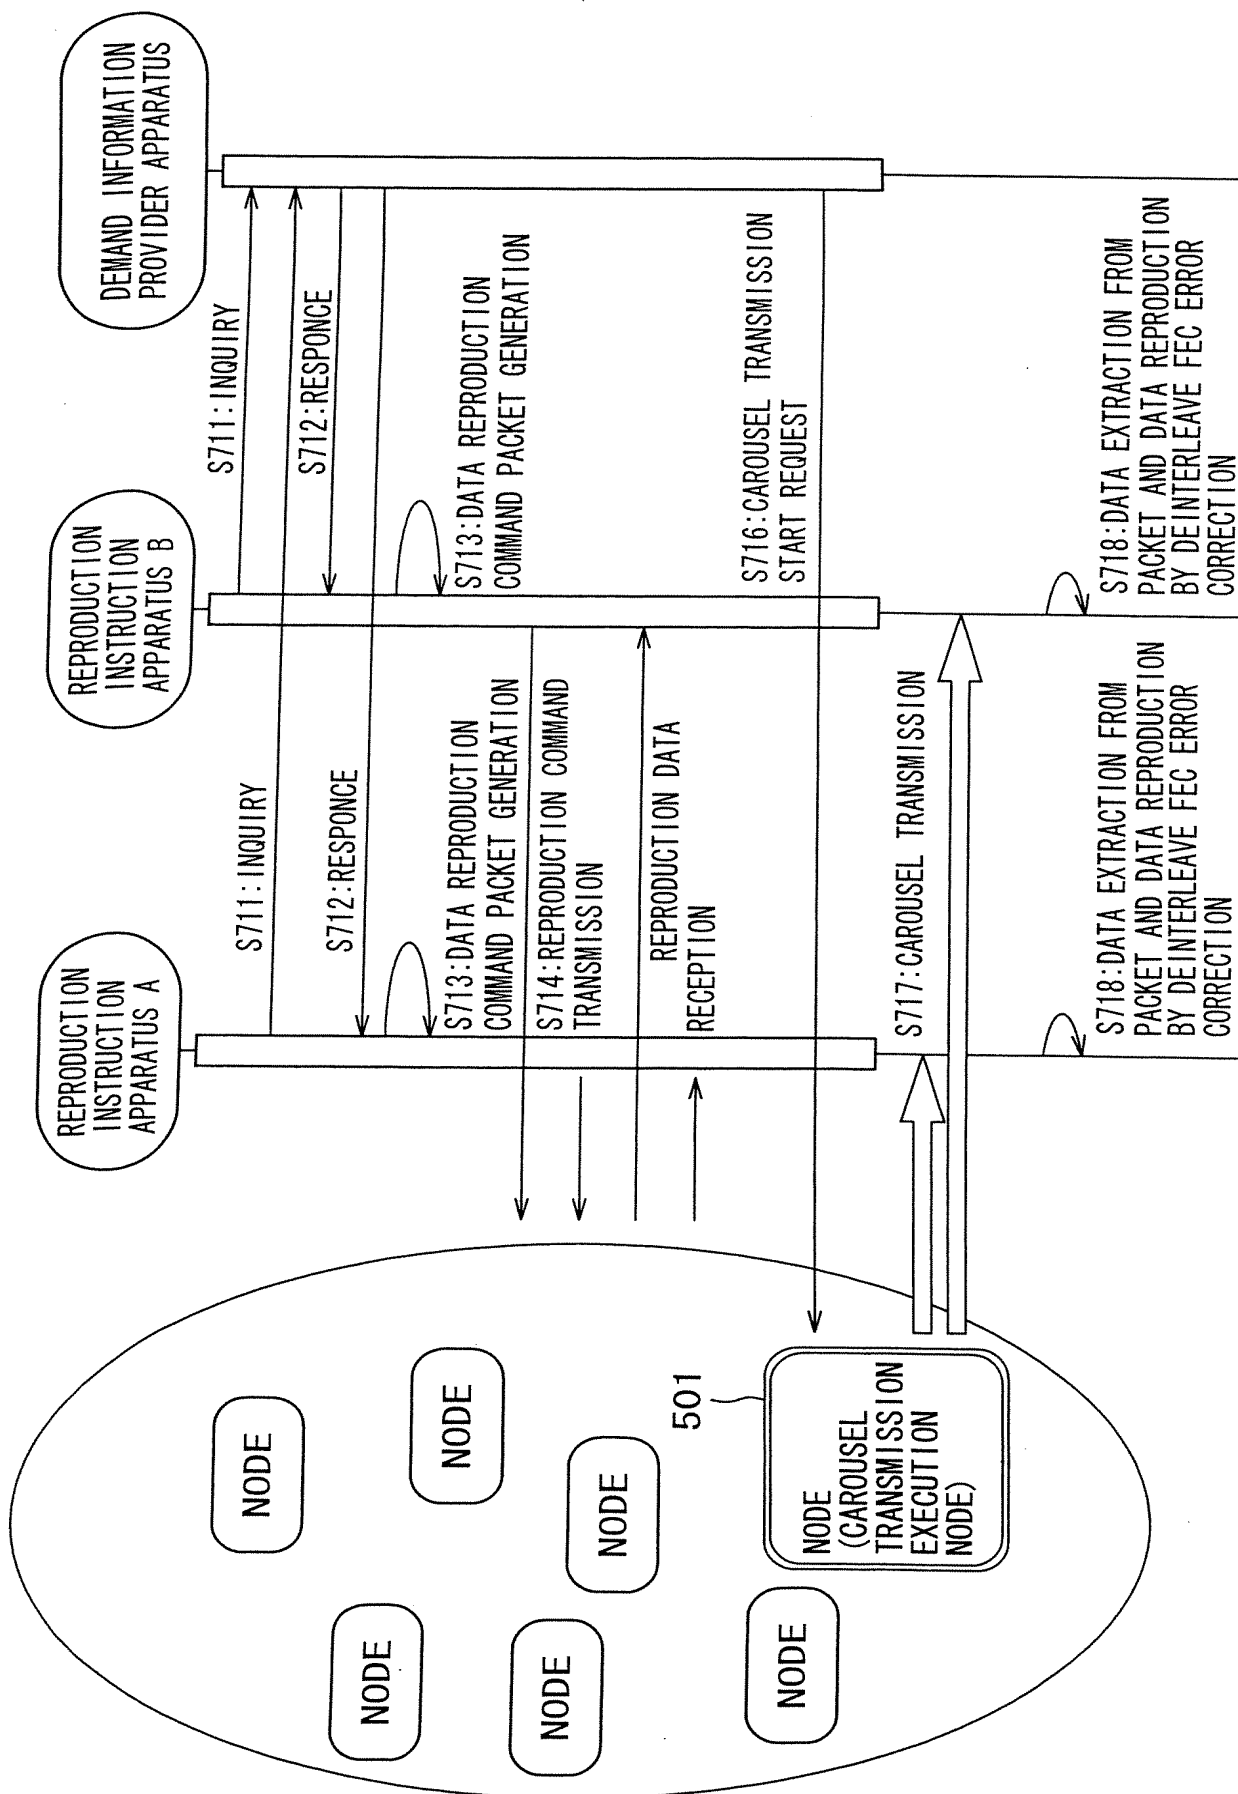 DEMAND INFORMATION
PROVIDER APPARATUS
REPRODUCTION
INSTRUCTION
APPARATUS B
REPRODUCTION
INSTRUCTION
APPARATUS A
S711:INQUIRY
S711:INQUIRY
S712:RESPONCE
S712:RESPONCE
S713:DATA REPRODUCTION
COMMAND PACKET GENERATION
S713:DATA REPRODUCTION
COMMAND PACKET GENERATION
S714:REPRODUCTION COMMAND
TRANSMISSION
REPRODUCTION DATA
RECEPTION
S716:CAROUSEL TRANSMISSION
START REQUEST
S717:CAROUSEL TRANSMISSION
S718:DATA EXTRACTION FROM
PACKET AND DATA REPRODUCTION
BY DEINTERLEAVE FEC ERROR
CORRECTION
S718:DATA EXTRACTION FROM
PACKET AND DATA REPRODUCTION
BY DEINTERLEAVE FEC ERROR
CORRECTION
NODE
NODE
NODE
NODE
NODE
NODE
501
NODE
(CAROUSEL
TRANSMISSION
EXECUTION
NODE)